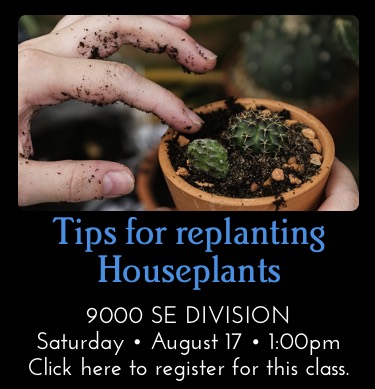 Tips for replanting
Houseplants
9000 SE DIVISION
Saturday • August 17 • 1:00pm
Click here to register for this class.